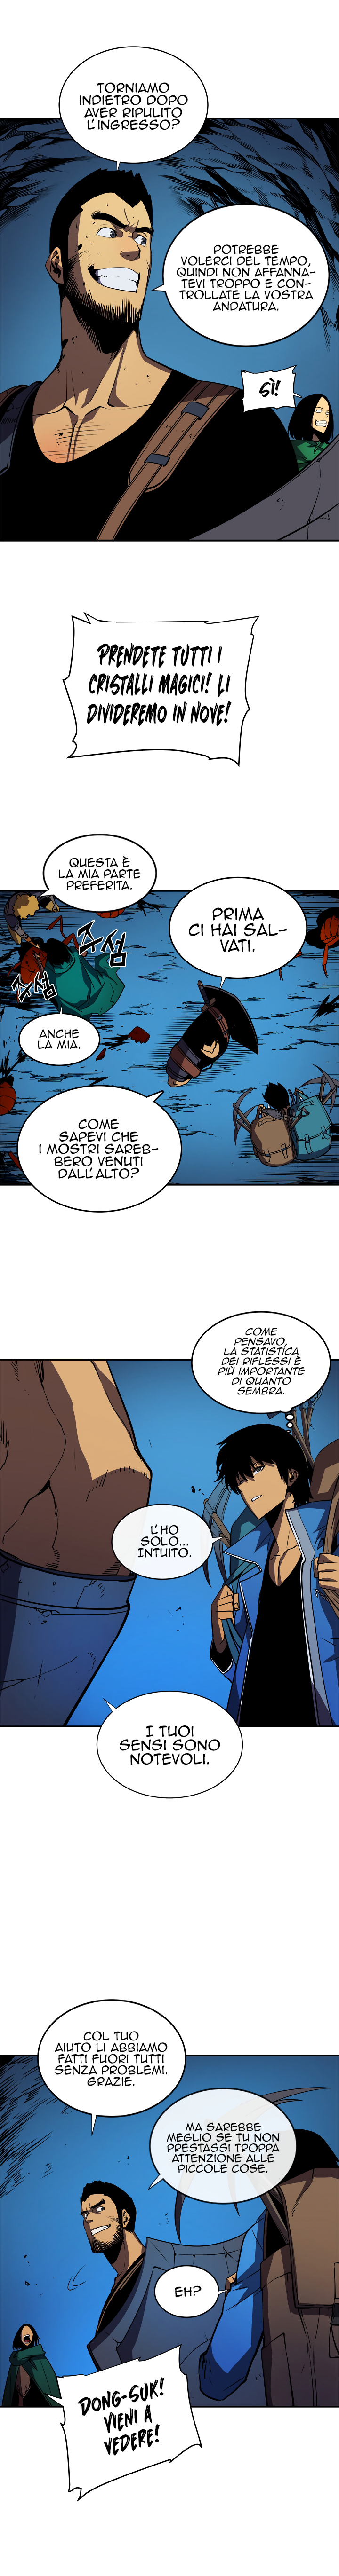 TORNIAMO
INDIETRO DOPO
AVER RIPULITO
L'INGRESSO?
POTREBBE
VOLERCI DEL TEMPO,
QUINDI NON AFFANNA-
TEVI TROPPO E CON-
TROLLATE LA VOSTRA
ANDATURA.
SÌ!
PRENDETE TUTTI I
CRISTALLI MAGICI! LI
DIVIDEREMO IN NOVE!
QUESTA È
LA MIA PARTE
PREFERITA.
PRIMA
CI HAI SAL-
VATI.
주섬
주섬
ANCHE
LA MIA.
COME
SAPEVI CHE
I MOSTRI SAREB-
BERO VENUTI
DALL'ALTO?
COME
PENSAVO,
LA STATISTICA
DEI RIFLESSI È
PIÙ IMPORTANTE
DI QUANTO
SEMBRA.
L'HO
SOLO...
INTUITO.
I TUOI
SENSI SONO
NOTEVOLI.
COL TUO
AIUTO LI ABBIAMO
FATTI FUORI TUTTI
SENZA PROBLEMI.
GRAZIE.
MA SAREBBE
MEGLIO SE TU NON
PRESTASSI TROPPA
ATTENZIONE ALLE
PICCOLE COSE.
EH?
DONG-SUK!
VIENI A
VEDERE!